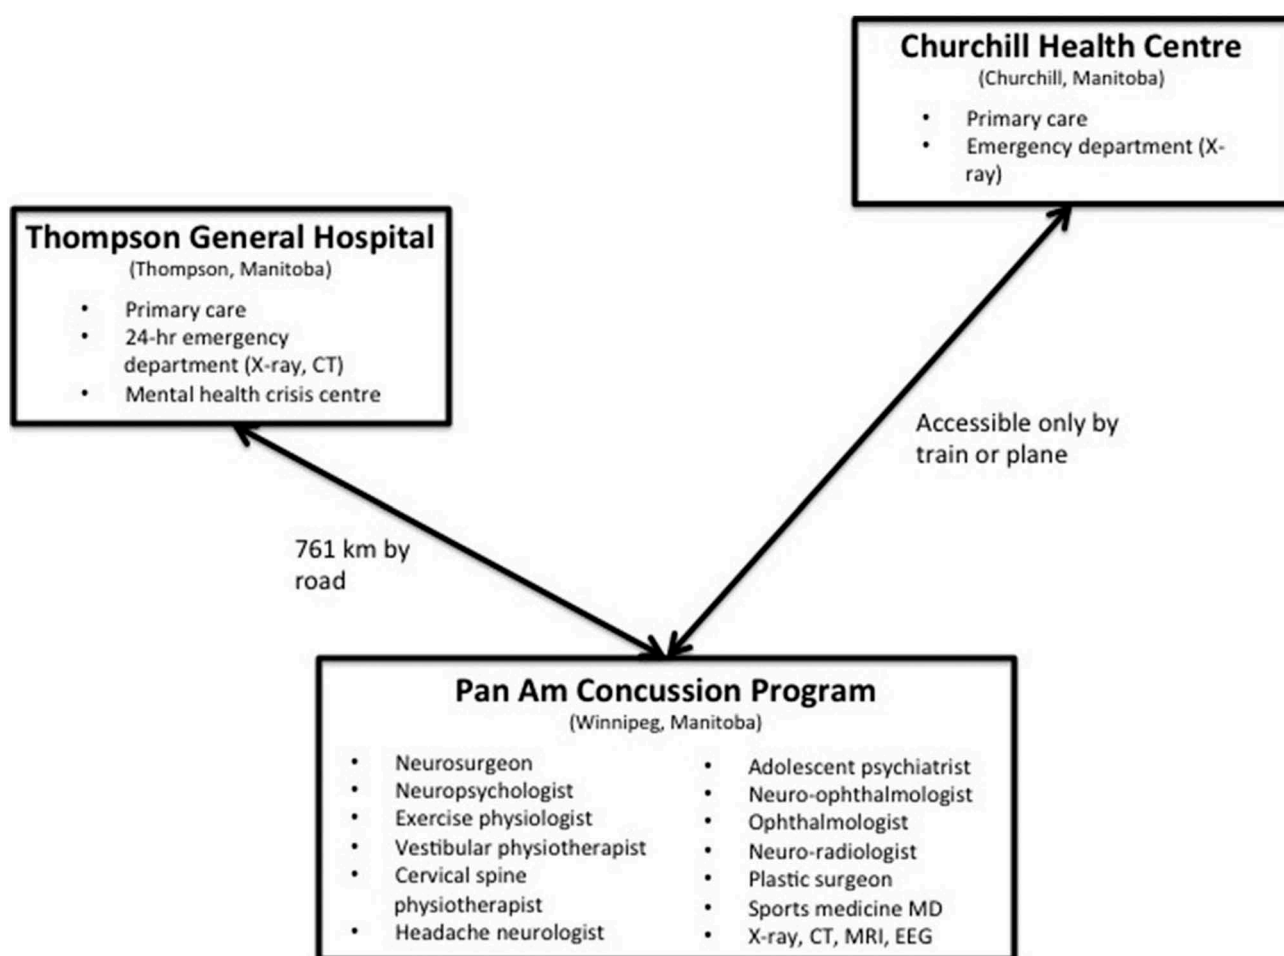 Churchill Health Centre
(Churchill, Manitoba)
• Primary care
• Emergency department (X-
ray)
Thompson General Hospital
(Thompson, Manitoba)
• Primary care
• 24-hr emergency
department (X-ray, CT)
• Mental health crisis centre
Accessible only by
train or plane
761 km by
road
Pan Am Concussion Program
(Winnipeg, Manitoba)
• Neurosurgeon
• Neuropsychologist
• Exercise physiologist
• Vestibular physiotherapist
• Cervical spine
physiotherapist
• Headache neurologist
• Adolescent psychiatrist
• Neuro-ophthalmologist
• Ophthalmologist
• Neuro-radiologist
• Plastic surgeon
• Sports medicine MD
• X-ray, CT, MRI, EEG